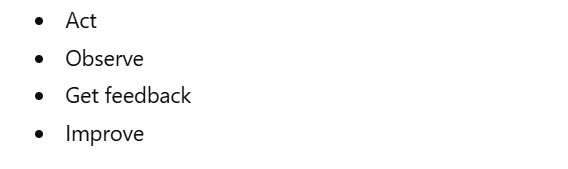 • Act
• Observe
• Get feedback
• Improve